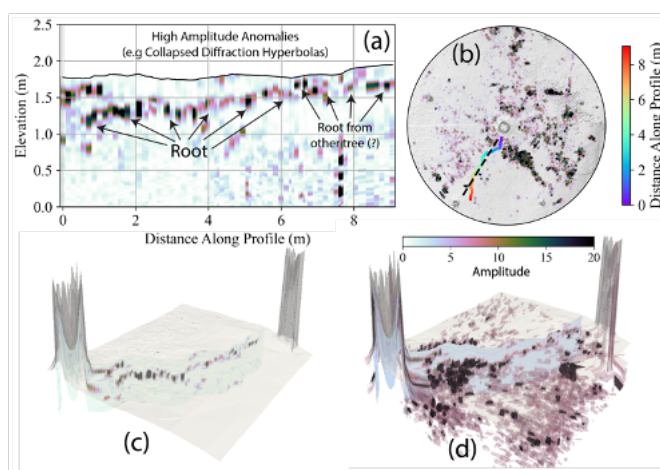 High Amplitude Anomalies
(e.g Collapsed Diffraction Hyperbolas)
(a)
2.5
2.0
1.5
1.0
0.5
0.0
Elevation (m)
Root
Root from
other tree (?)
0
2
4
6
8
Distance Along Profile (m)
(b)
8
6
4
2
0
Distance Along Profile (m)
0
5
10
15
20
Amplitude
(c)
(d)